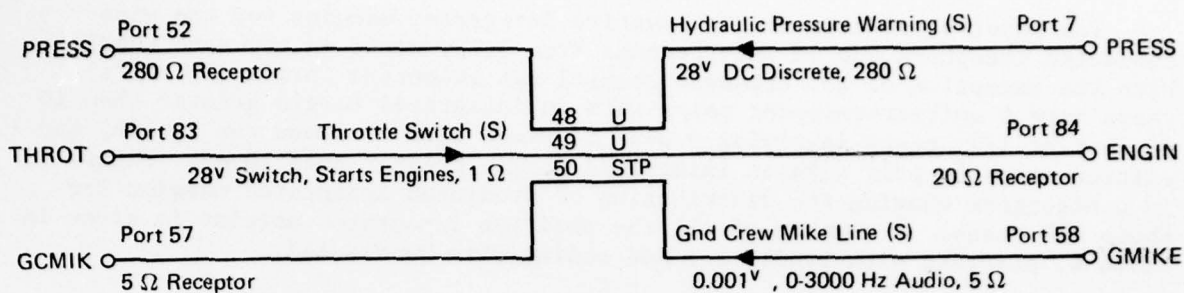 Port 52
Hydraulic Pressure Warning (S)
Port 7
PRESS
PRESS
280 Ω Receptor
28V DC Discrete, 280 Ω
48 U
Port 83
Throttle Switch (S)
49 U
Port 84
THROT
ENGIN
28V Switch, Starts Engines, 1 Ω
50 STP
20 Ω Receptor
Port 57
Gnd Crew Mike Line (S)
Port 58
GCMIK
GMIKE
5 Ω Receptor
0.001V , 0-3000 Hz Audio, 5 Ω